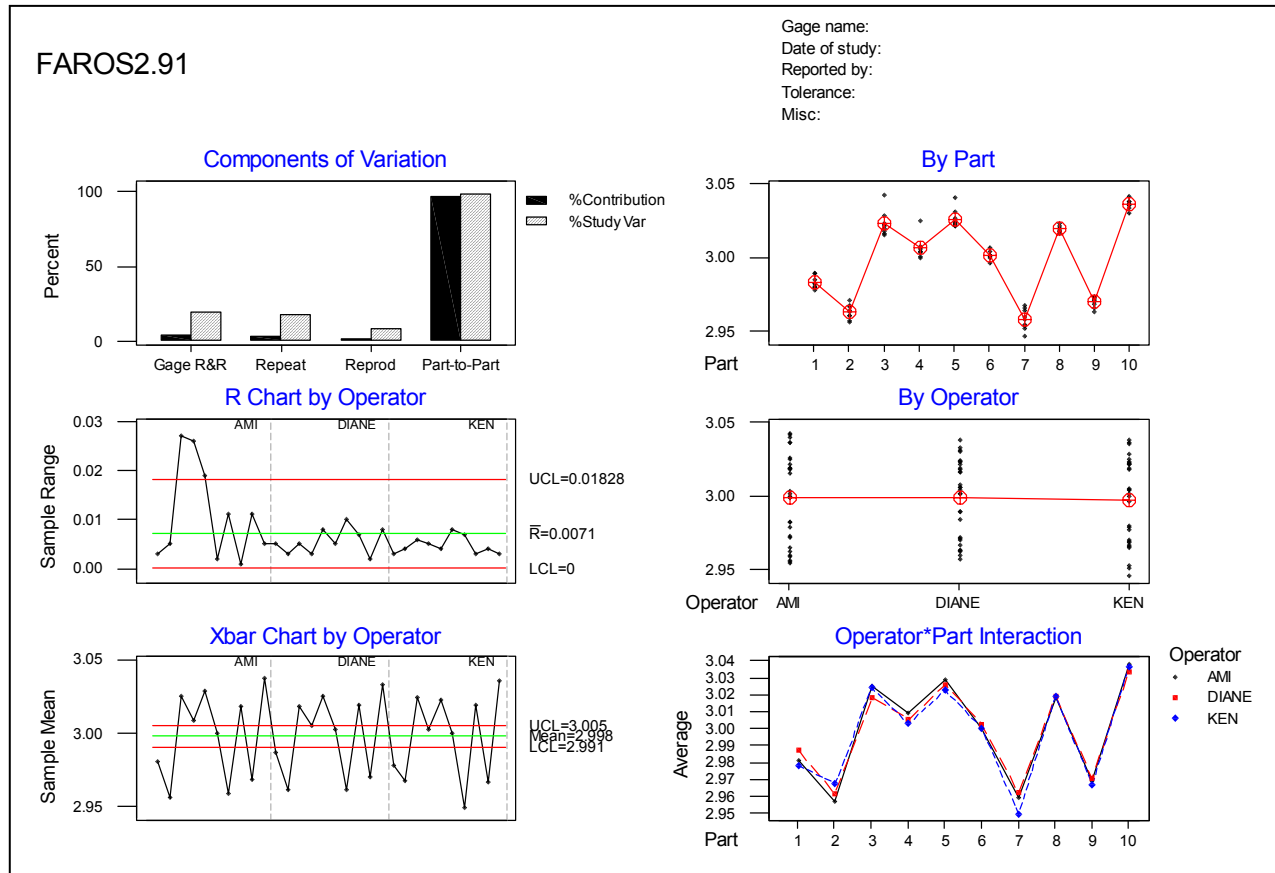 FAROS2.91
Gage name:
Date of study:
Reported by:
Tolerance:
Misc:
Components of Variation
100
50
0
Percent
Gage R&R Repeat Reprod Part-to-Part
%Contribution
%Study Var
By Part
3.05
3.00
2.95
Part 1 2 3 4 5 6 7 8 9 10
R Chart by Operator
0.03
0.02
0.01
0.00
Sample Range
AMI DIANE KEN
UCL=0.01828
R=0.0071
LCL=0
By Operator
3.05
3.00
2.95
Operator AMI DIANE KEN
Xbar Chart by Operator
3.05
3.00
2.95
Sample Mean
AMI DIANE KEN
UCL=3.005
Mean=2.998
LCL=2.991
Operator*Part Interaction
3.04
3.03
3.02
3.01
3.00
2.99
2.98
2.97
2.96
2.95
Average
Part 1 2 3 4 5 6 7 8 9 10
Operator
AMI
DIANE
KEN